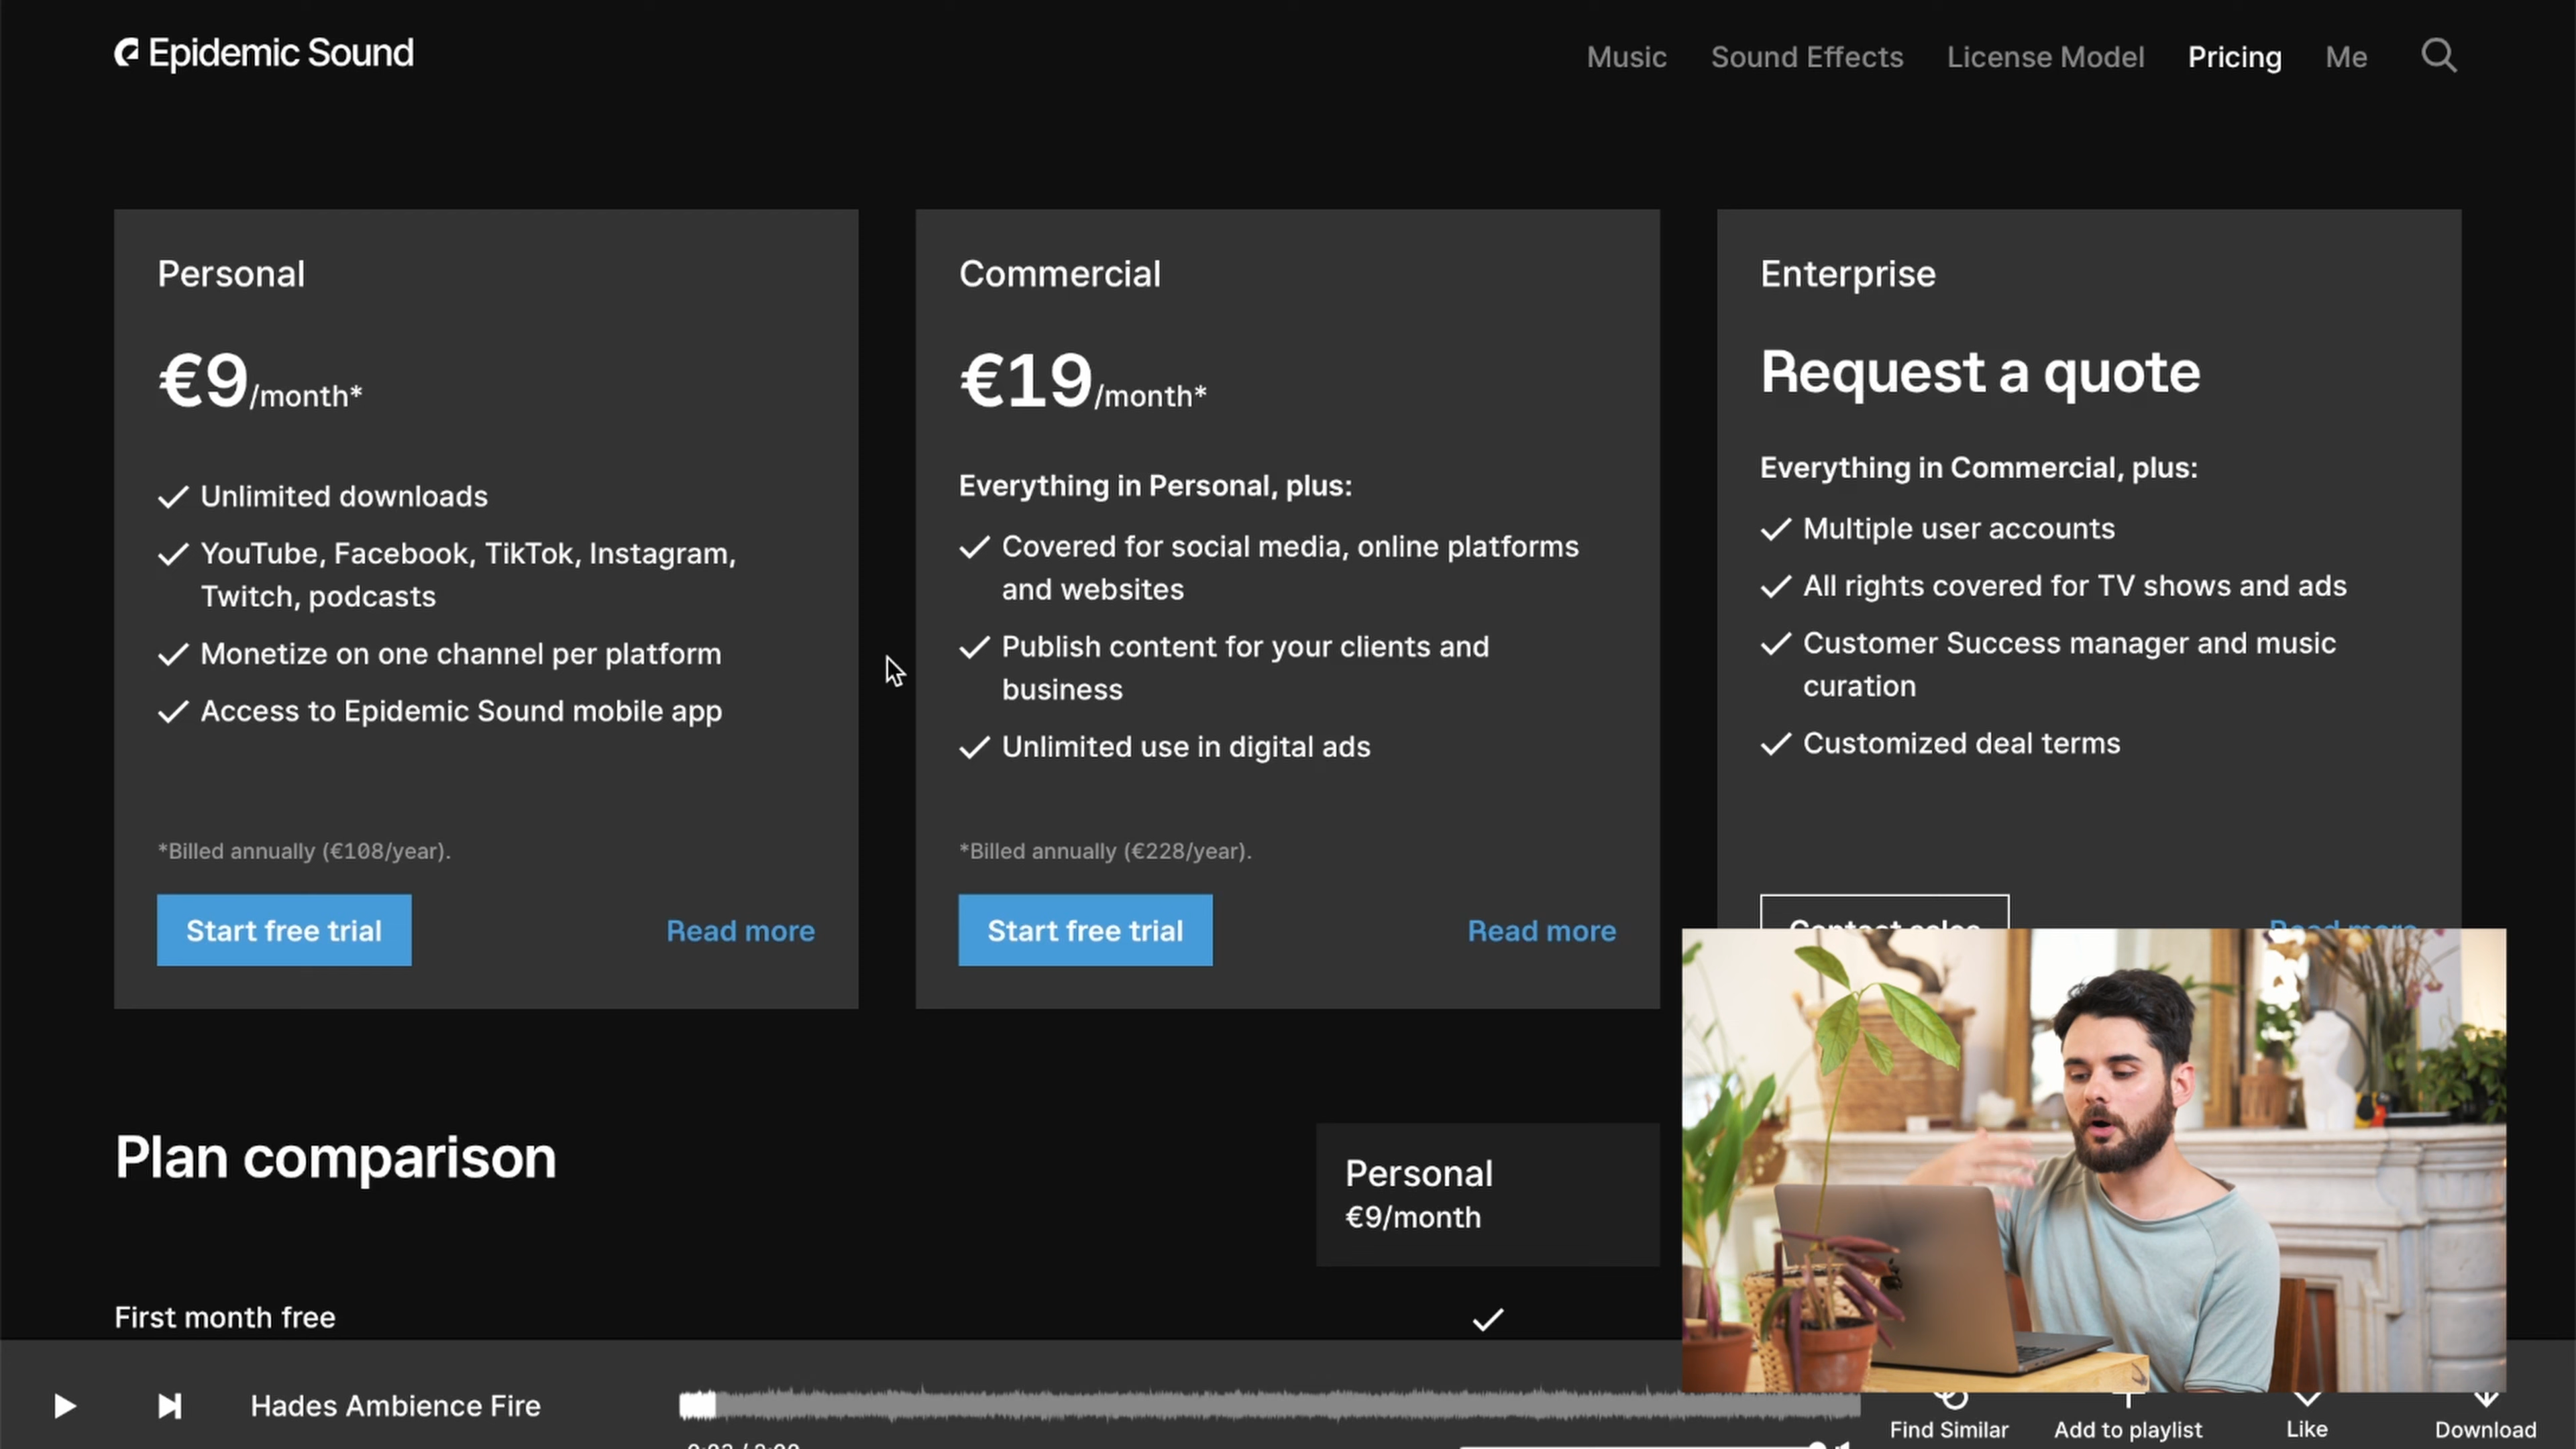 Epidemic Sound
Music
Sound Effects
License Model
Pricing
Me
Personal
€9/month*
Unlimited downloads
YouTube, Facebook, TikTok, Instagram,
Twitch, podcasts
Monetize on one channel per platform
Access to Epidemic Sound mobile app
*Billed annually (€108/year).
Start free trial
Read more
Commercial
€19/month*
Everything in Personal, plus:
Covered for social media, online platforms
and websites
Publish content for your clients and
business
Unlimited use in digital ads
*Billed annually (€228/year).
Start free trial
Read more
Enterprise
Request a quote
Everything in Commercial, plus:
Multiple user accounts
All rights covered for TV shows and ads
Customer Success manager and music
curation
Customized deal terms
Contact sales
Read more
Plan comparison
Personal
€9/month
First month free
Hades Ambience Fire
Find Similar
Add to playlist
Like
Download